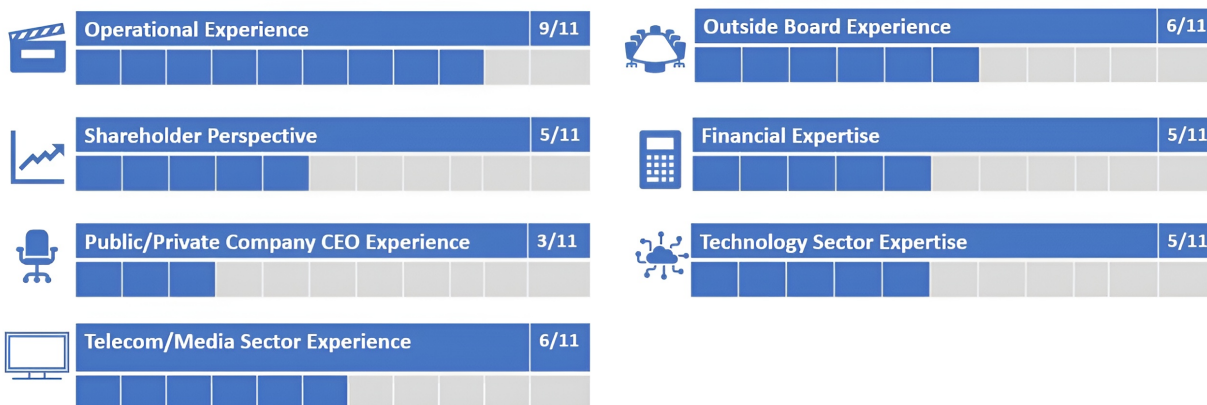 Operational Experience 9/11
Outside Board Experience 6/11
Shareholder Perspective 5/11
Financial Expertise 5/11
Public/Private Company CEO Experience 3/11
Technology Sector Expertise 5/11
Telecom/Media Sector Experience 6/11